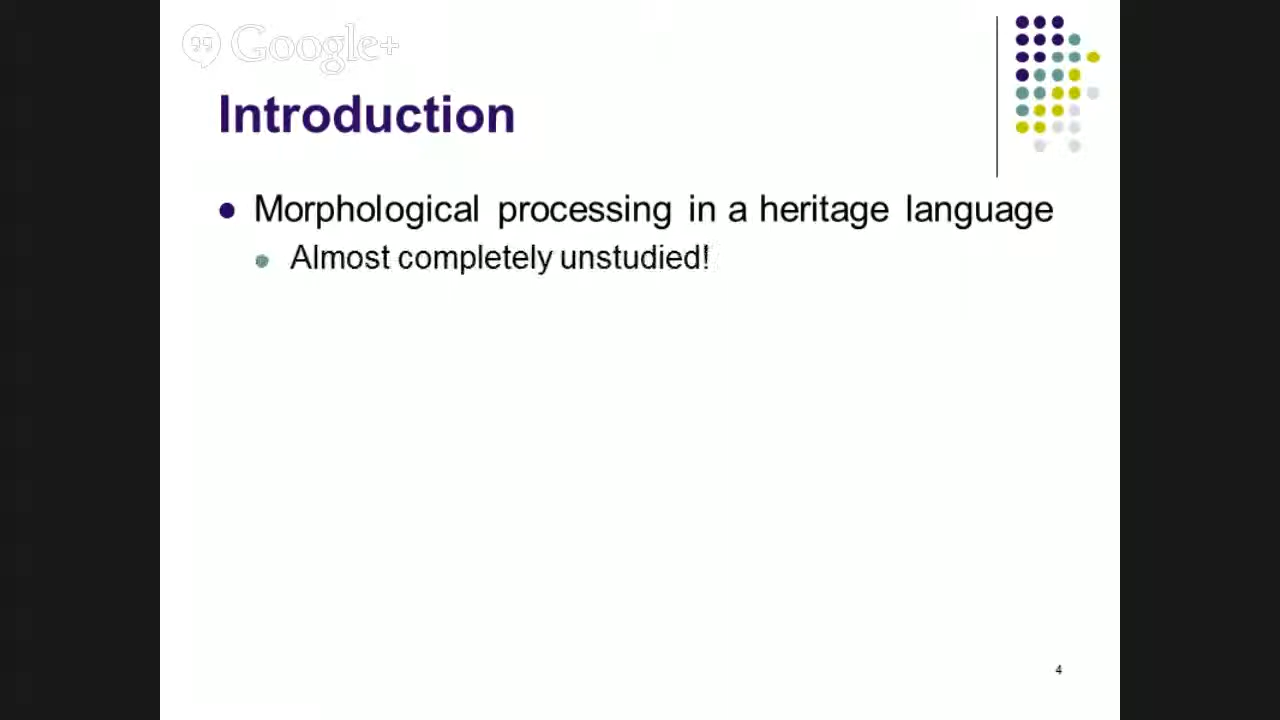 Google+
Introduction
Morphological processing in a heritage language
Almost completely unstudied!
4